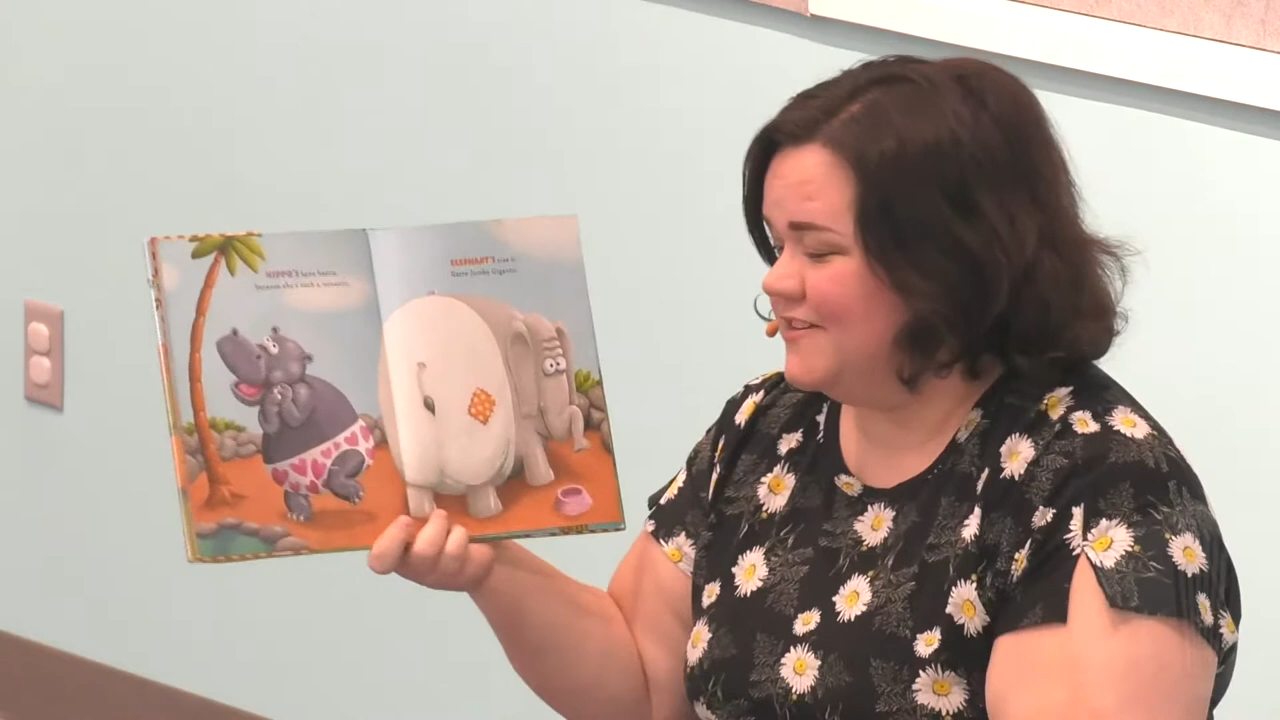 HIPPO'S have hearts,
because she's such a romantic.
ELEPHANT'S size is
Extra Jumbo Gigantic.